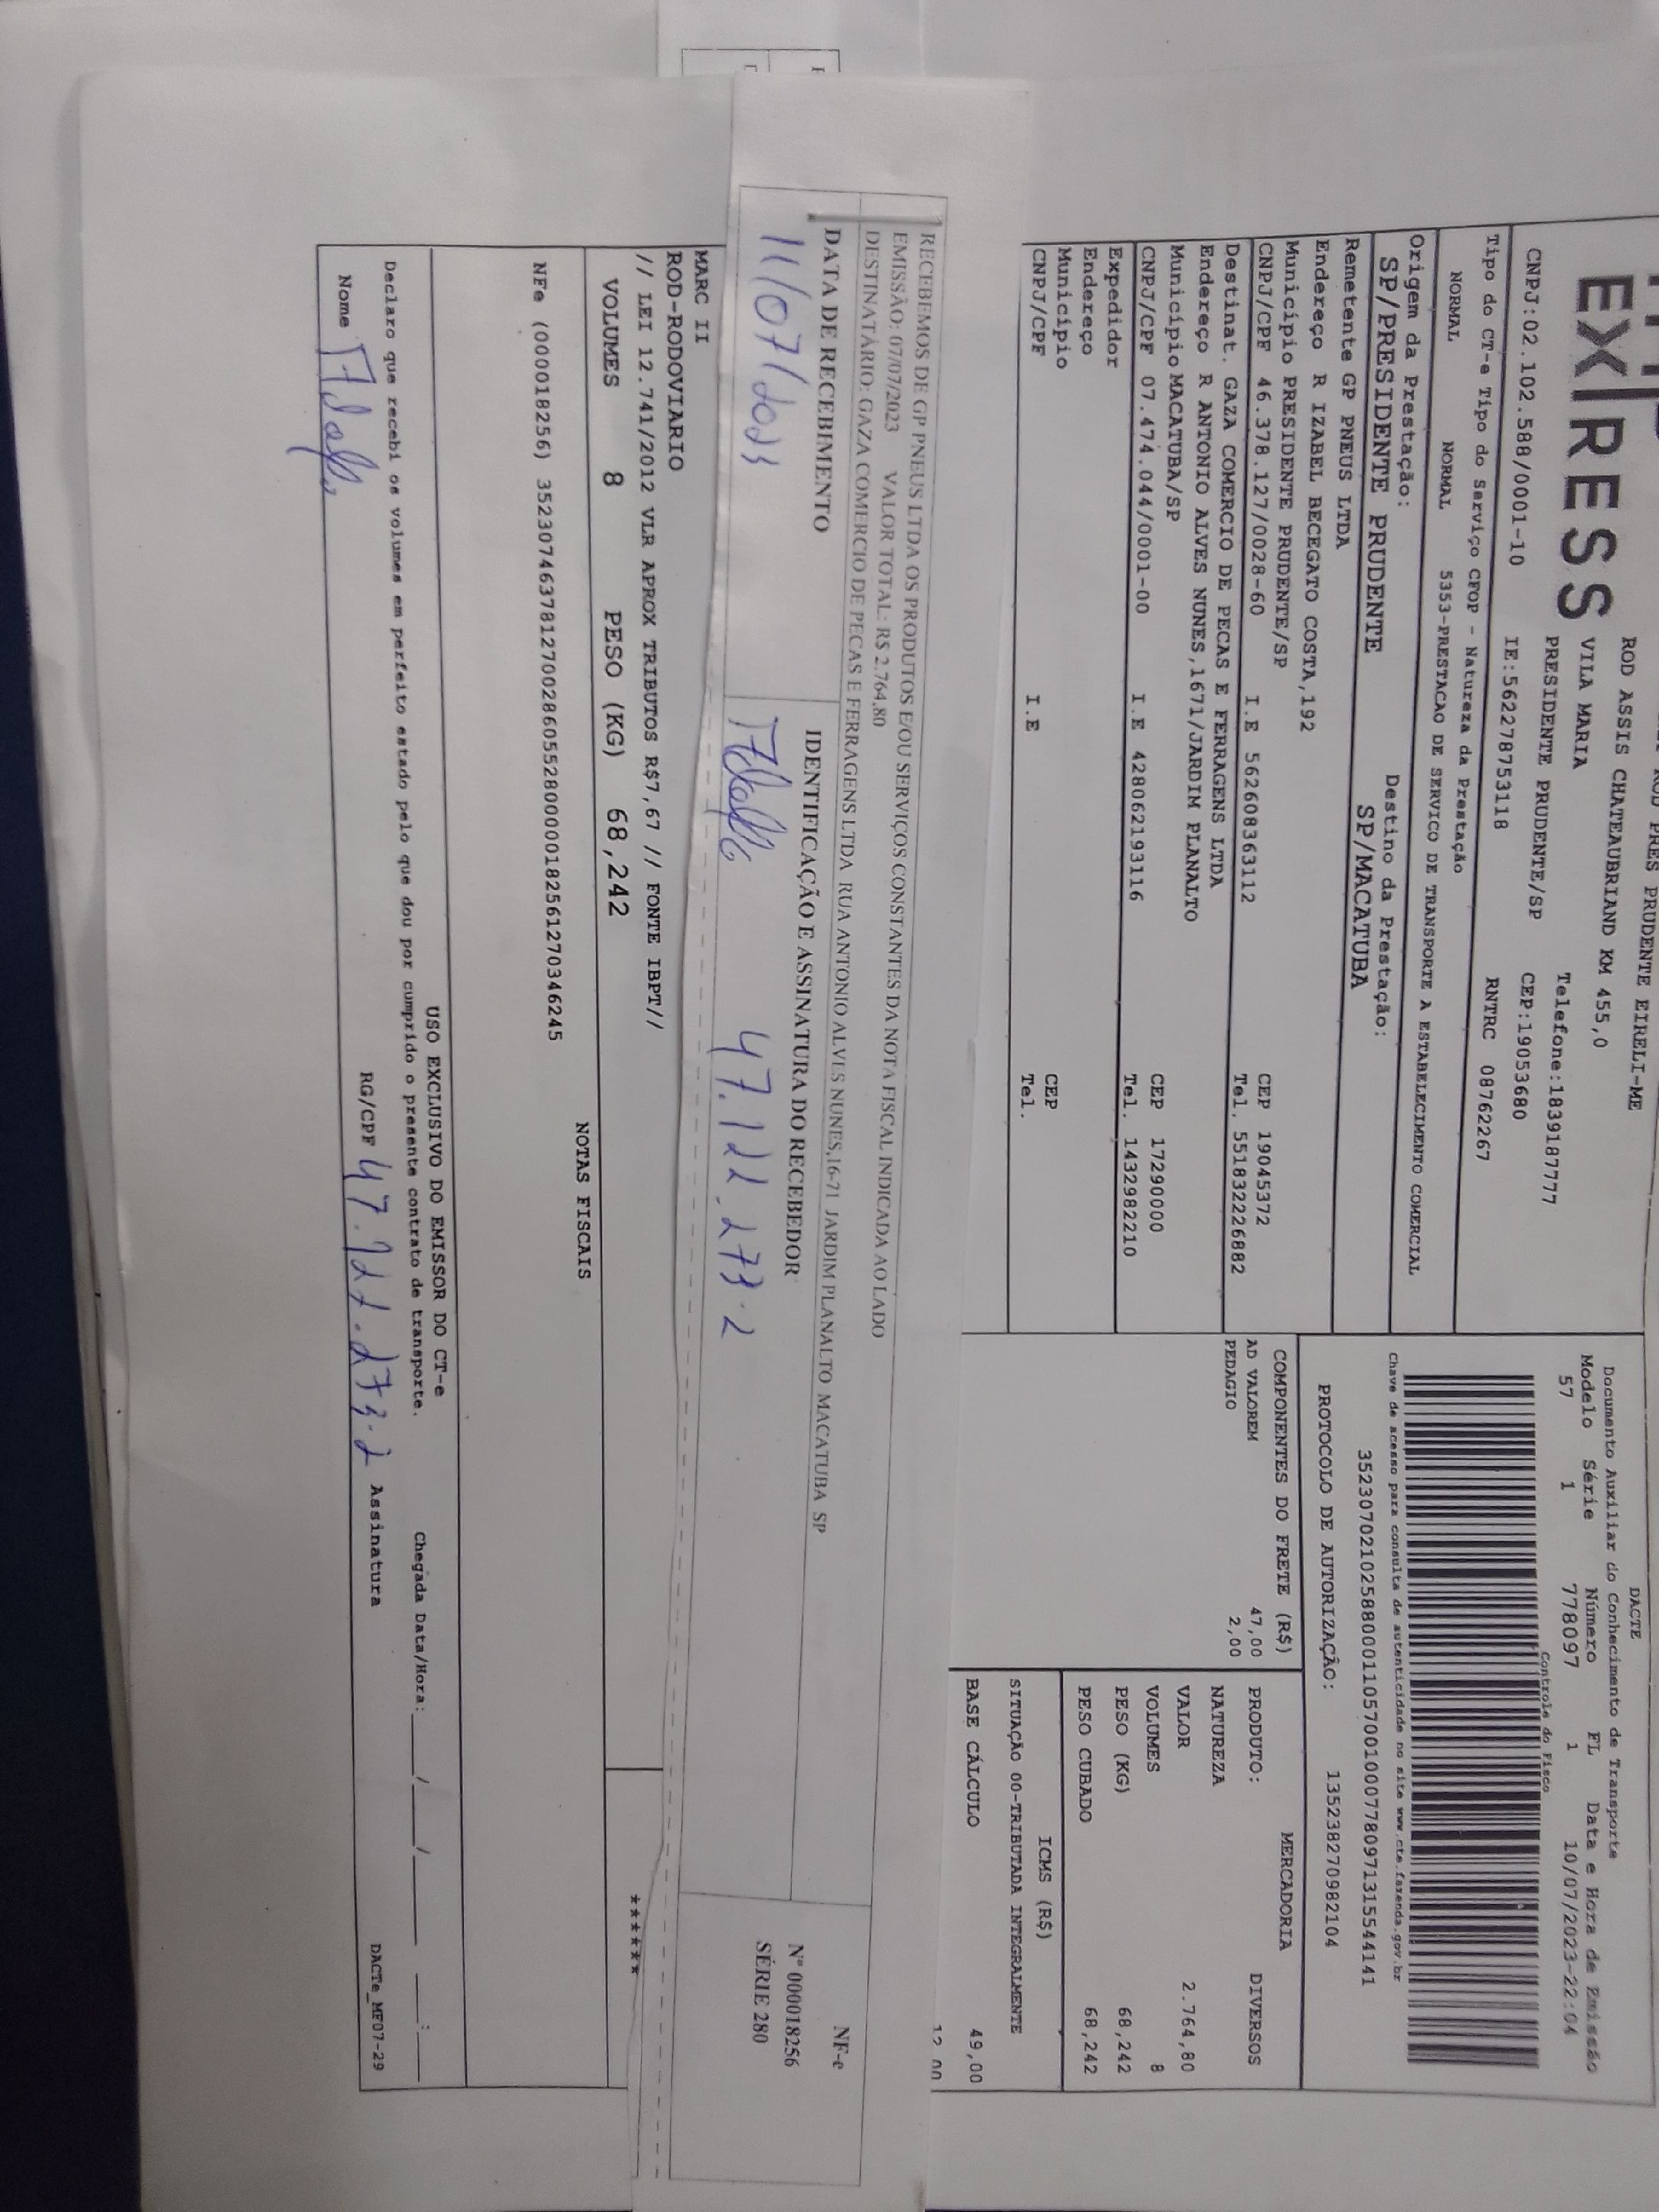 EX RESS
ROD PRES PRUDENTE EIRELI-ME
ROD ASSIS CHATEAUBRIAND KM 455,0
VILA MARIA
PRESIDENTE PRUDENTE/SP
Telefone:1839187777
CEP:19053680
CNPJ:02.102.588/0001-10
IE:562278753118
RNTRC 08762267
Tipo do CT-e Tipo do Serviço CFOP - Natureza da Prestação
NORMAL NORMAL 5353-PRESTACAO DE SERVICO DE TRANSPORTE A ESTABELECIMENTO COMERCIAL
Origem da Prestação: Destino da Prestação:
SP/PRESIDENTE PRUDENTE SP/MACATUBA
Remetente GP PNEUS LTDA
Endereço R IZABEL BECEGATO COSTA,192
Município PRESIDENTE PRUDENTE/SP CEP 19045372
CNPJ/CPF 46.378.127/0028-60 I.E 562608363112 Tel. 551832226882
Destinat. GAZA COMERCIO DE PECAS E FERRAGENS LTDA
Endereço R ANTONIO ALVES NUNES,1671/JARDIM PLANALTO
Município MACATUBA/SP CEP 17290000
CNPJ/CPF 07.474.044/0001-00 I.E 428062193116 Tel. 1432982210
Expedidor
Endereço
Município CEP
CNPJ/CPF I.E Tel.
DACTE
Documento Auxiliar do Conhecimento de Transporte
Modelo Série Número FL Data e Hora de Emissão
57 1 778097 1 10/07/2023-22:04
Controle do Fisco
Chave de acesso para consulta de autenticidade no site www.cte.fazenda.gov.br
35230702102588000110570010007780971315544141
PROTOCOLO DE AUTORIZAÇÃO: 135238270982104
COMPONENTES DO FRETE (R$)
AD VALOREM 47,00
PEDAGIO 2,00
MERCADORIA
PRODUTO: DIVERSOS
NATUREZA
VALOR 2.764,80
VOLUMES 8
PESO (KG) 68,242
PESO CUBADO 68,242
ICMS (R$)
SITUAÇÃO 00-TRIBUTADA INTEGRALMENTE
BASE CÁLCULO 49,00
RECEBEMOS DE GP PNEUS LTDA OS PRODUTOS E/OU SERVIÇOS CONSTANTES DA NOTA FISCAL INDICADA AO LADO
EMISSÃO: 07/07/2023 VALOR TOTAL: R$ 2.764,80
DESTINATÁRIO: GAZA COMERCIO DE PECAS E FERRAGENS LTDA RUA ANTONIO ALVES NUNES,16-71 JARDIM PLANALTO MACATUBA SP
DATA DE RECEBIMENTO IDENTIFICAÇÃO E ASSINATURA DO RECEBEDOR
11/07/2023 47.122.273-2
NF-e
Nº 000018256
SÉRIE 280
MARC II
ROD-RODOVIARIO
// LEI 12.741/2012 VLR APROX TRIBUTOS R$7,67 // FONTE IBPT//
*******
VOLUMES 8 PESO (KG) 68,242
NOTAS FISCAIS
NFe (000018256) 35230746378127002860552800000182561270346245
USO EXCLUSIVO DO EMISSOR DO CT-e
Declaro que recebi os volumes em perfeito estado pelo que dou por cumprido o presente contrato de transporte. Chegada Data/Hora:____/____/_____ ___:___
Nome RG/CPF 47.122.273-2 Assinatura DACTe_MF07-29